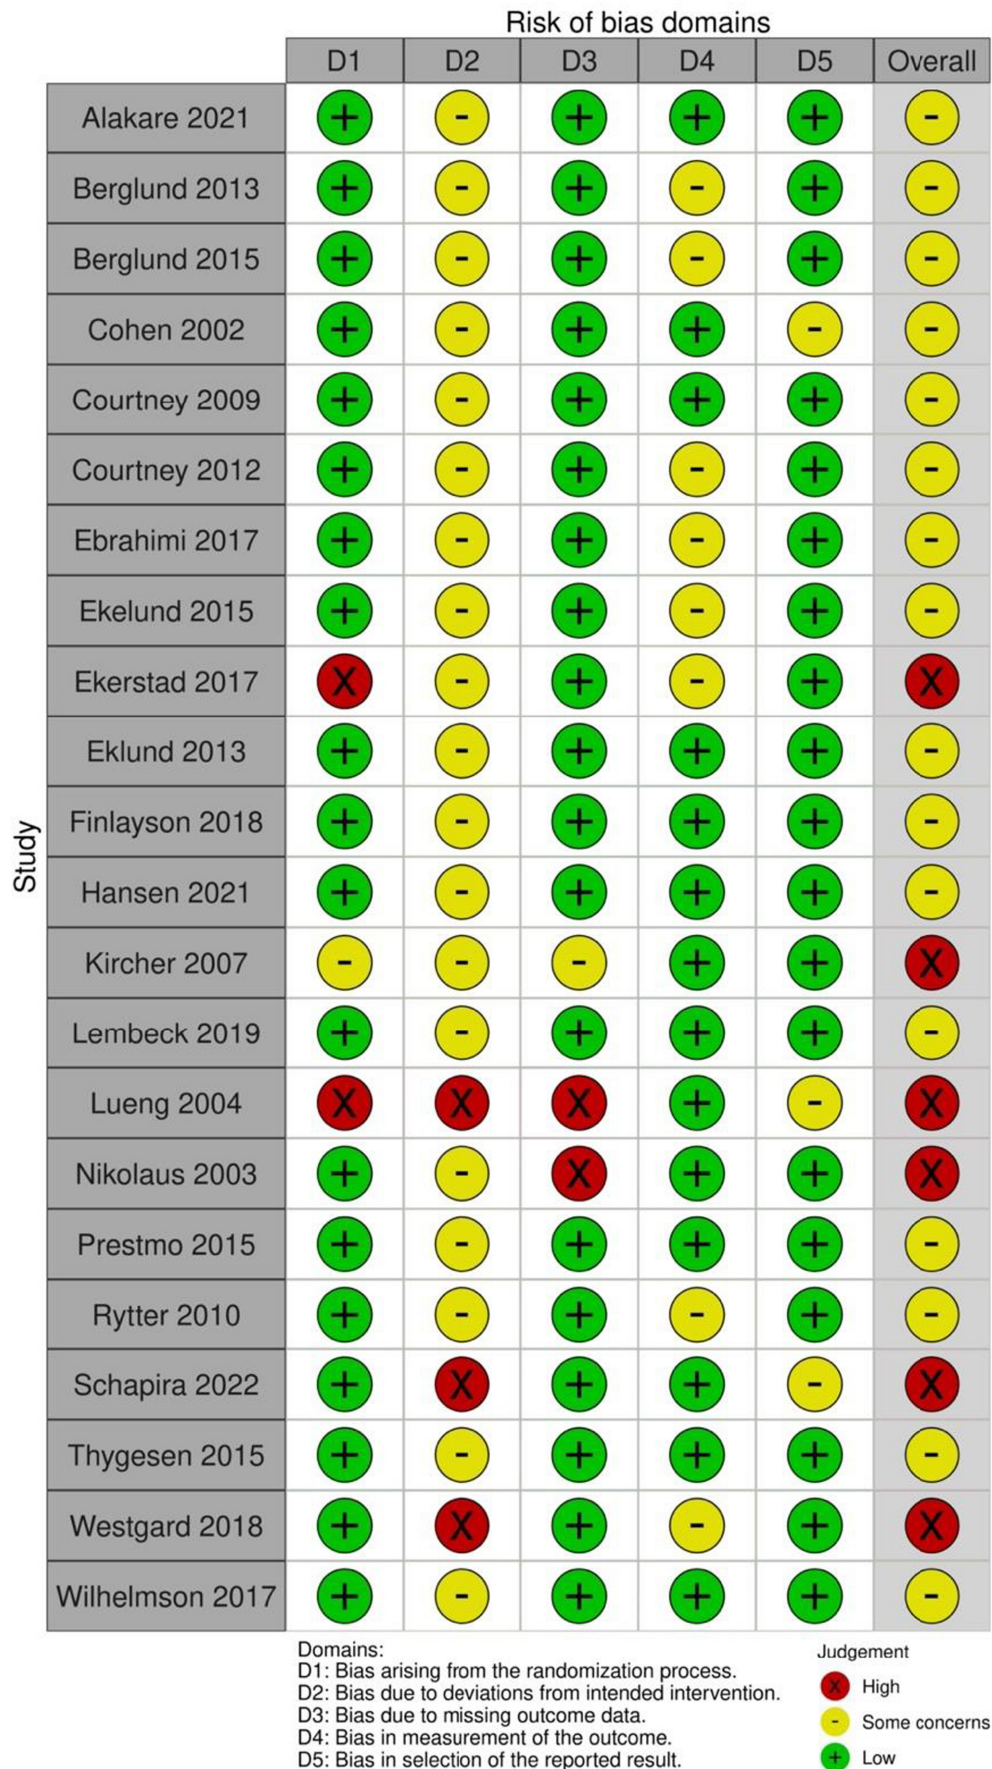 Risk of bias domains
D1 D2 D3 D4 D5 Overall
Alakare 2021 + - + + + -
Berglund 2013 + - + - + -
Berglund 2015 + - + - + -
Cohen 2002 + - + + - -
Courtney 2009 + - + + + -
Courtney 2012 + - + - + -
Ebrahimi 2017 + - + - + -
Ekelund 2015 + - + - + -
Ekerstad 2017 X - + - + X
Eklund 2013 + - + + + -
Finlayson 2018 + - + + + -
Hansen 2021 + - + + + -
Kircher 2007 - - - + + X
Lembeck 2019 + - + + + -
Lueng 2004 X X X + - X
Nikolaus 2003 + - X + + X
Prestmo 2015 + - + + + -
Rytter 2010 + - + - + -
Schapira 2022 + X + + - X
Thygesen 2015 + - + + + -
Westgard 2018 + X + - + X
Wilhelmson 2017 + - + + + -
Study
Domains:
D1: Bias arising from the randomization process.
D2: Bias due to deviations from intended intervention.
D3: Bias due to missing outcome data.
D4: Bias in measurement of the outcome.
D5: Bias in selection of the reported result.
Judgement
X High
- Some concerns
+ Low